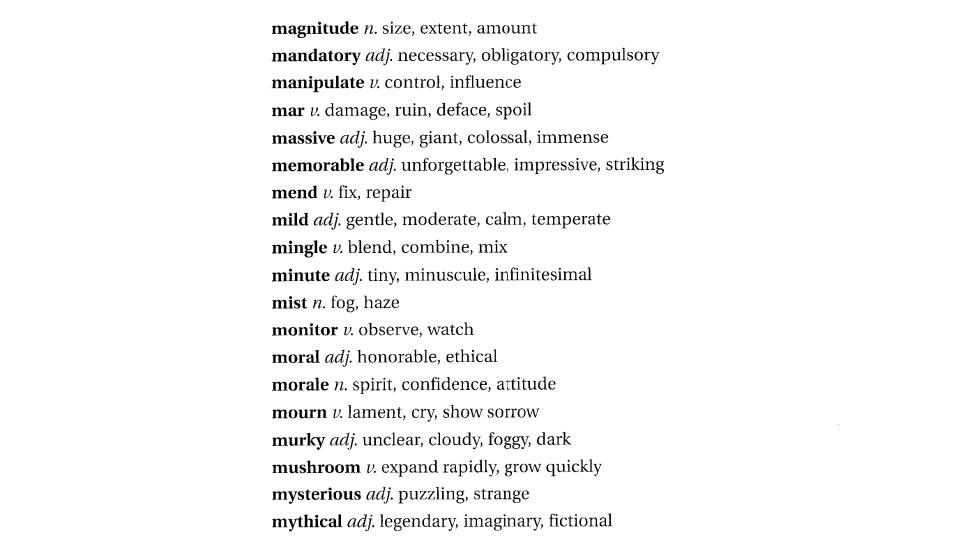 magnitude n. size, extent, amount
mandatory adj. necessary, obligatory, compulsory
manipulate v. control, influence
mar v. damage, ruin, deface, spoil
massive adj. huge, giant, colossal, immense
memorable adj. unforgettable, impressive, striking
mend v. fix, repair
mild adj. gentle, moderate, calm, temperate
mingle v. blend, combine, mix
minute adj. tiny, minuscule, infinitesimal
mist n. fog, haze
monitor v. observe, watch
moral adj. honorable, ethical
morale n. spirit, confidence, attitude
mourn v. lament, cry, show sorrow
murky adj. unclear, cloudy, foggy, dark
mushroom v. expand rapidly, grow quickly
mysterious adj. puzzling, strange
mythical adj. legendary, imaginary, fictional